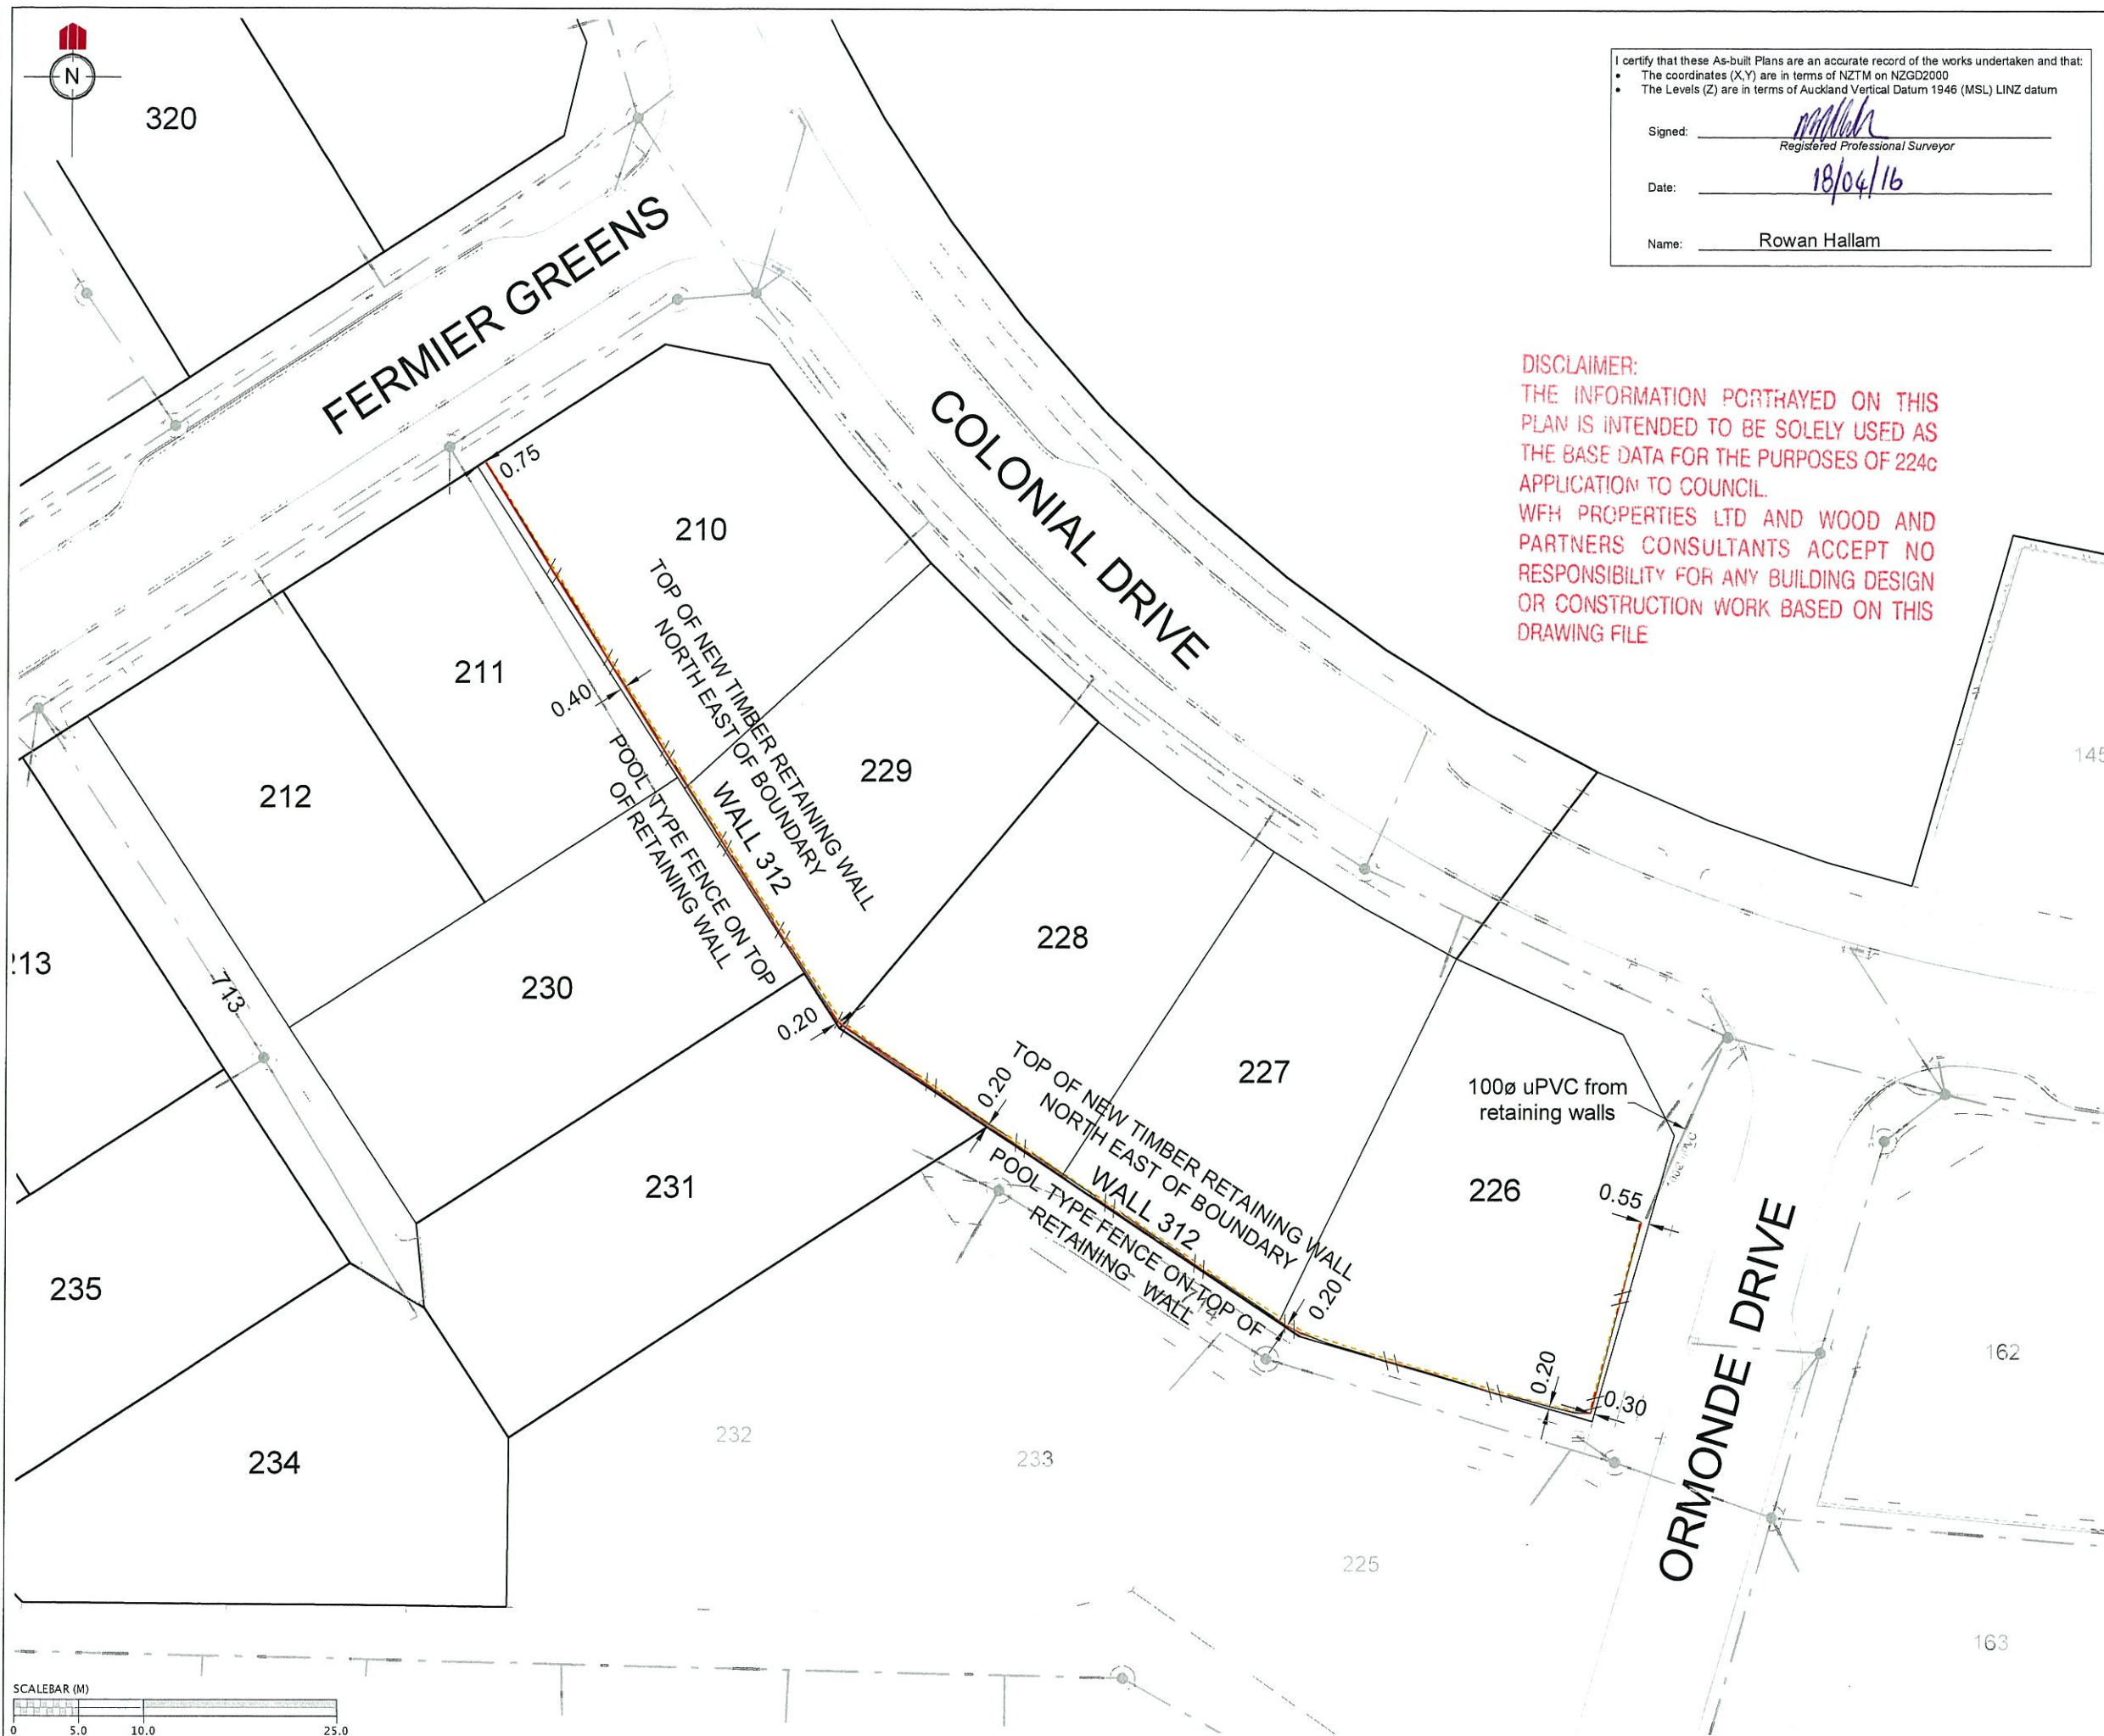 N
320
I certify that these As-built Plans are an accurate record of the works undertaken and that:
• The coordinates (X,Y) are in terms of NZTM on NZGD2000
• The Levels (Z) are in terms of Auckland Vertical Datum 1946 (MSL) LINZ datum
Signed:
Registered Professional Surveyor
Date: 18/04/16
Name: Rowan Hallam
FERMIER GREENS
COLONIAL DRIVE
DISCLAIMER:
THE INFORMATION PORTRAYED ON THIS
PLAN IS INTENDED TO BE SOLELY USED AS
THE BASE DATA FOR THE PURPOSES OF 224c
APPLICATION TO COUNCIL.
WFH PROPERTIES LTD AND WOOD AND
PARTNERS CONSULTANTS ACCEPT NO
RESPONSIBILITY FOR ANY BUILDING DESIGN
OR CONSTRUCTION WORK BASED ON THIS
DRAWING FILE
0.75
210
TOP OF NEW TIMBER RETAINING WALL
NORTH EAST OF BOUNDARY
WALL 312
POOL TYPE FENCE ON TOP
OF RETAINING WALL
211
0.40
212
229
145
228
213
713
230
0.20
0.20
TOP OF NEW TIMBER RETAINING WALL
NORTH EAST OF BOUNDARY
WALL 312
POOL TYPE FENCE ON TOP OF
RETAINING WALL
714
227
100ø uPVC from
retaining walls
231
226
0.55
235
0.20
ORMONDE DRIVE
162
0.20
0.30
234
232
233
225
163
SCALEBAR (M)
0 5.0 10.0 25.0